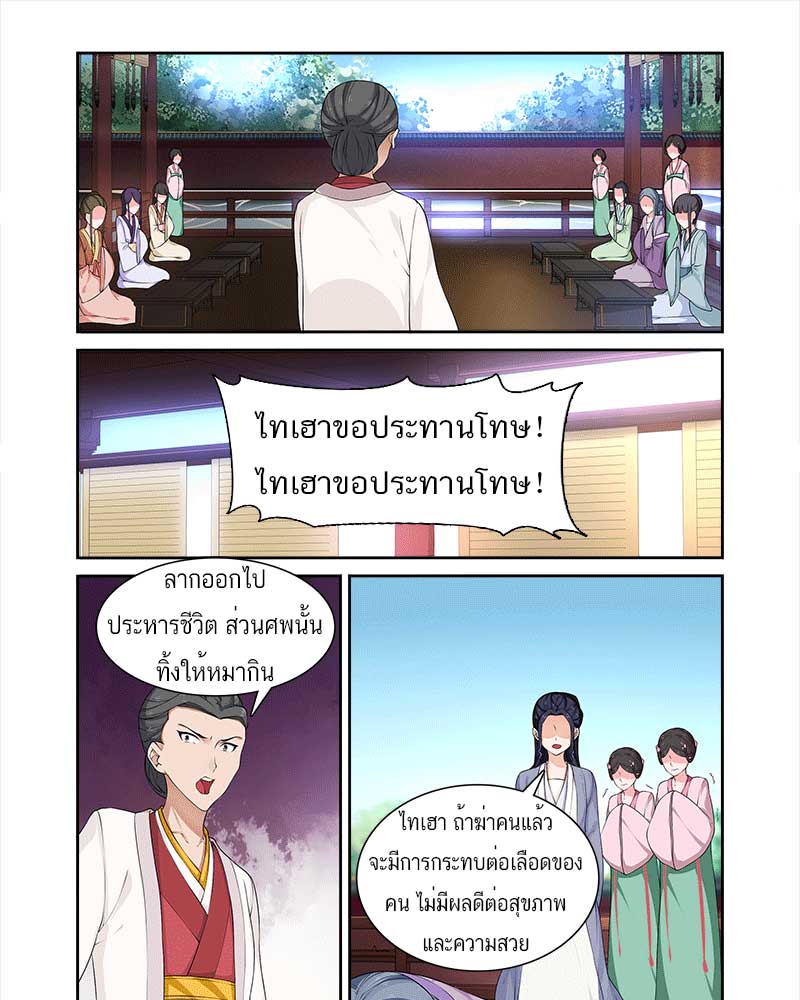 ไทเฮาขอประทานโทษ!
ไทเฮาขอประทานโทษ!
ลากออกไป
ประหารชีวิต ส่วนศพนั้น
ทิ้งให้หมากิน
ไทเฮา ถ้าฆ่าคนแล้ว
จะมีการกระทบต่อเลือดของ
คน ไม่มีผลดีต่อสุขภาพ
และความสวย